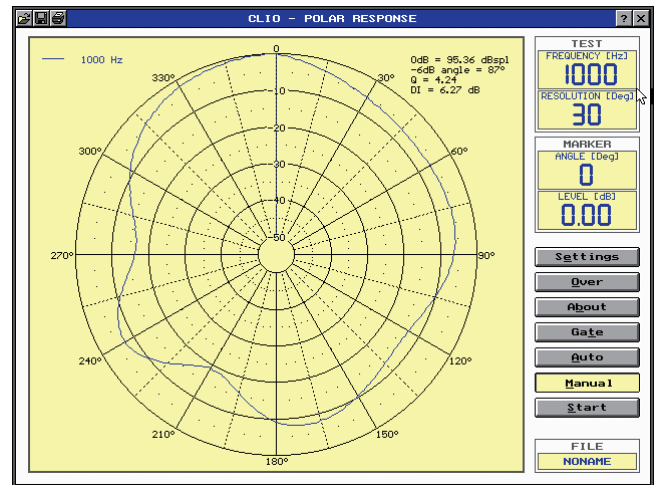 CLIO - POLAR RESPONSE
? x
1000 Hz
0dB = 95.36 dBspl
-6dB angle = 87°
Q = 4.24
DI = 6.27 dB
0
30°
60°
90°
120°
150°
180°
210°
240°
270°
300°
330°
-10
-20
-30
-40
-50
TEST
FREQUENCY [Hz]
1000
RESOLUTION [Deg]
30
MARKER
ANGLE [Deg]
0
LEVEL [dB]
0.00
Settings
Over
About
Gate
Auto
Manual
Start
FILE
NONAME